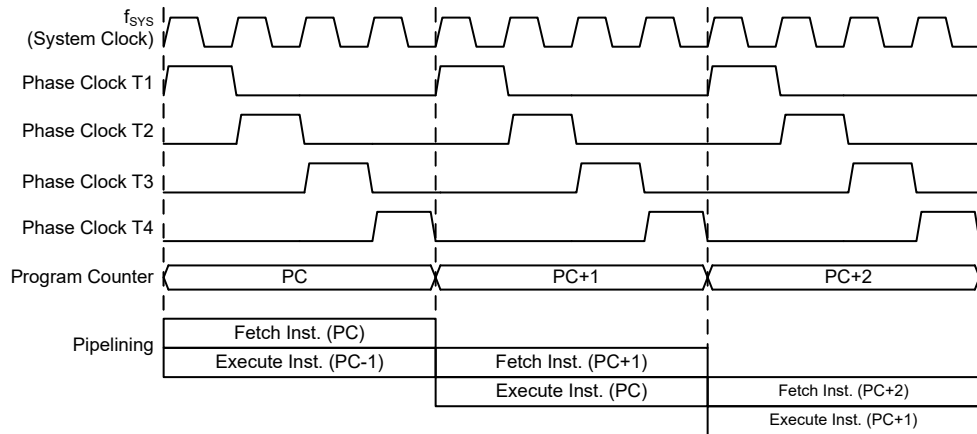 fSYS
(System Clock)
Phase Clock T1
Phase Clock T2
Phase Clock T3
Phase Clock T4
Program Counter
PC
PC+1
PC+2
Pipelining
Fetch Inst. (PC)
Execute Inst. (PC-1)
Fetch Inst. (PC+1)
Execute Inst. (PC)
Fetch Inst. (PC+2)
Execute Inst. (PC+1)